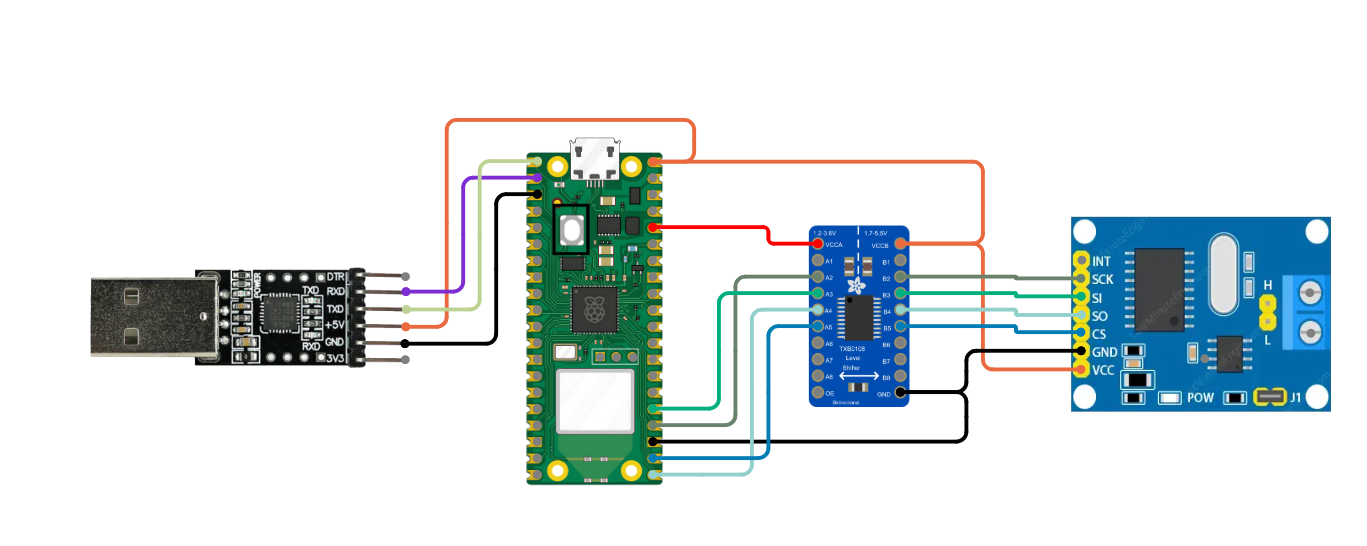 POWER
TXD
RXD
DTR
RXD
TXD
+5V
GND
3V3
1.2-3.6V
1.7-5.5V
VCCA
VCCB
A1
B1
A2
B2
A3
B3
A4
B4
A5
B5
A6
B6
A7
B7
A8
B8
OE
GND
TXB0108
Level
Shifter
Bidirectional
INT
SCK
SI
SO
CS
GND
VCC
H
L
POW
J1